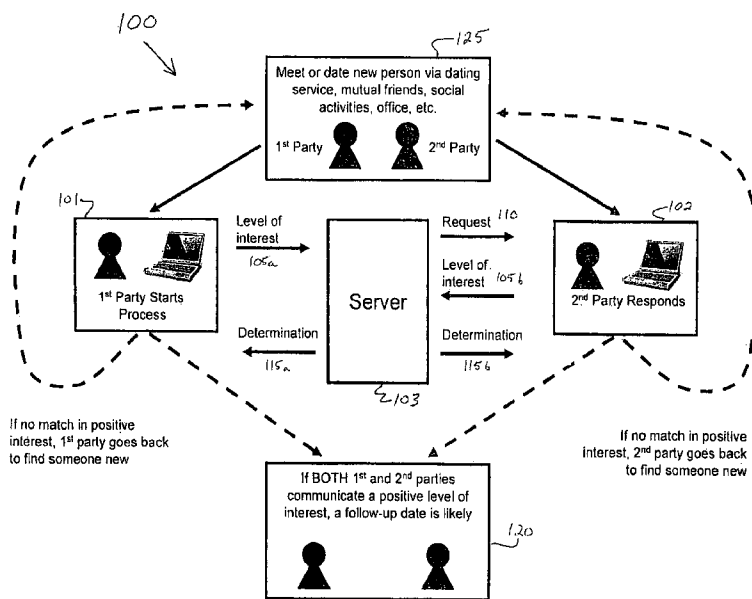 100
125
Meet or date new person via dating
service, mutual friends, social
activities, office, etc.
1st Party
2nd Party
101
1st Party Starts
Process
Level of
interest
105a
Determination
115a
Server
103
Request 110
Level of
interest 105b
Determination
115b
102
2nd Party Responds
If no match in positive
interest, 1st party goes back
to find someone new
If no match in positive
interest, 2nd party goes back
to find someone new
If BOTH 1st and 2nd parties
communicate a positive level of
interest, a follow-up date is likely
120